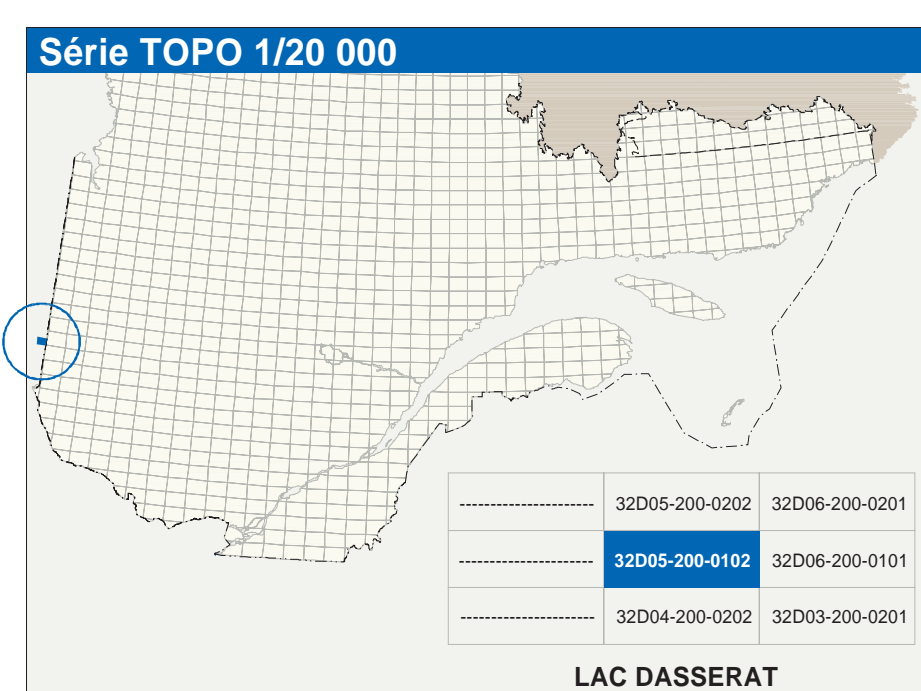 Série TOPO 1/20 000
--------------------- 32D05-200-0202 32D06-200-0201
--------------------- 32D05-200-0102 32D06-200-0101
--------------------- 32D04-200-0202 32D03-200-0201
LAC DASSERAT